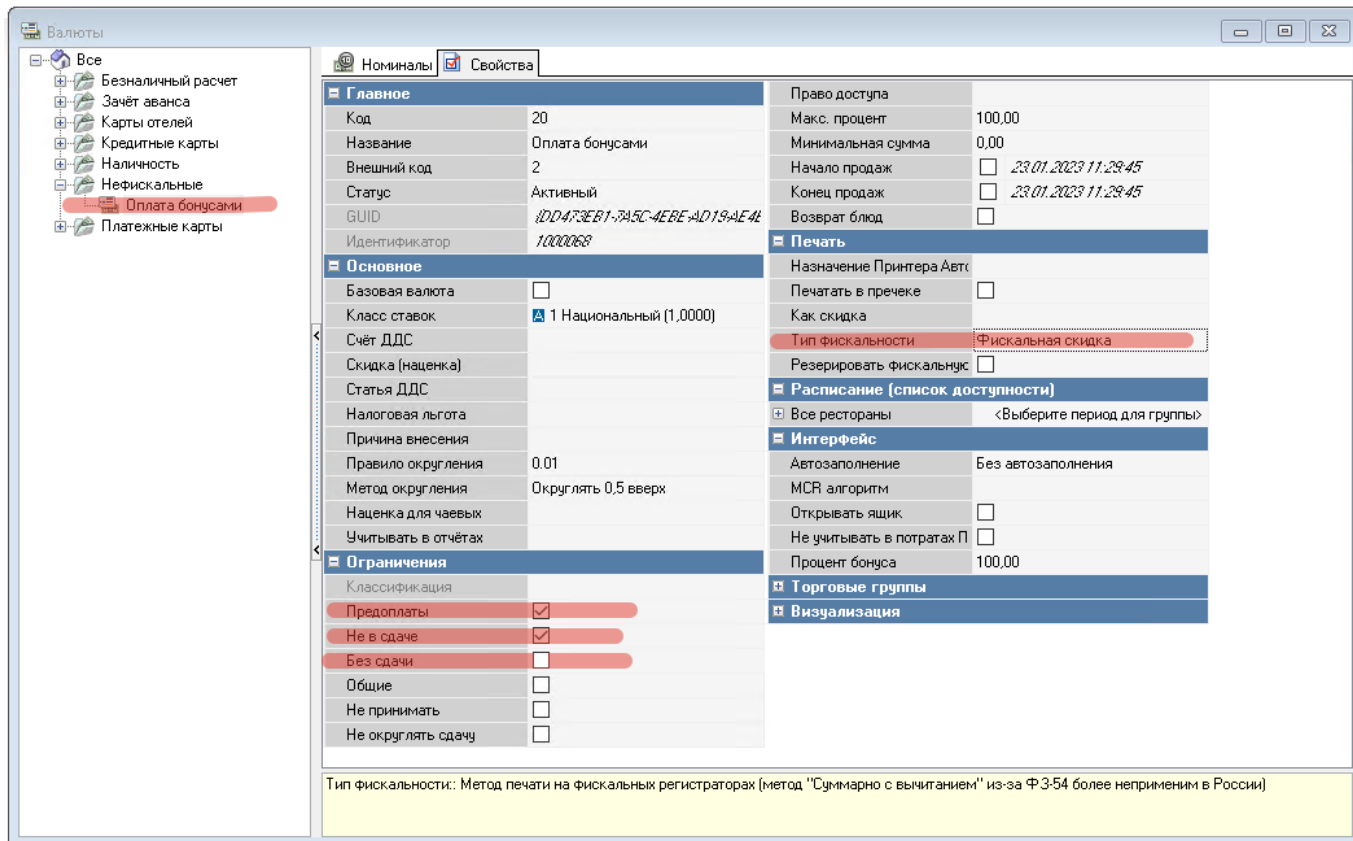 Валюты
Все
Безналичный расчет
Зачёт аванса
Карты отелей
Кредитные карты
Наличность
Нефискальные
Оплата бонусами
Платежные карты
Номиналы Свойства
Главное
Код 20
Название Оплата бонусами
Внешний код 2
Статус Активный
GUID
Идентификатор 1000068
Основное
Базовая валюта
Класс ставок А 1 Национальный (1,0000)
Счёт ДДС
Скидка (наценка)
Статья ДДС
Налоговая льгота
Причина внесения
Правило округления 0.01
Метод округления Округлять 0,5 вверх
Наценка для чаевых
Учитывать в отчётах
Ограничения
Классификация
Предоплаты
Не в сдаче
Без сдачи
Общие
Не принимать
Не округлять сдачу
Право доступа
Макс. процент 100,00
Минимальная сумма 0,00
Начало продаж 23.01.2023 11:29:45
Конец продаж 23.01.2023 11:29:45
Возврат блюд
Печать
Назначение Принтера Авто
Печатать в пречеке
Как скидка
Тип фискальности Фискальная скидка
Резерировать фискальную
Расписание (список доступности)
Все рестораны <Выберите период для группы>
Интерфейс
Автозаполнение Без автозаполнения
MCR алгоритм
Открывать ящик
Не учитывать в потратах П
Процент бонуса 100,00
Торговые группы
Визуализация
Тип фискальности:: Метод печати на фискальных регистраторах (метод "Суммарно с вычитанием" из-за ФЗ-54 более неприменим в России)